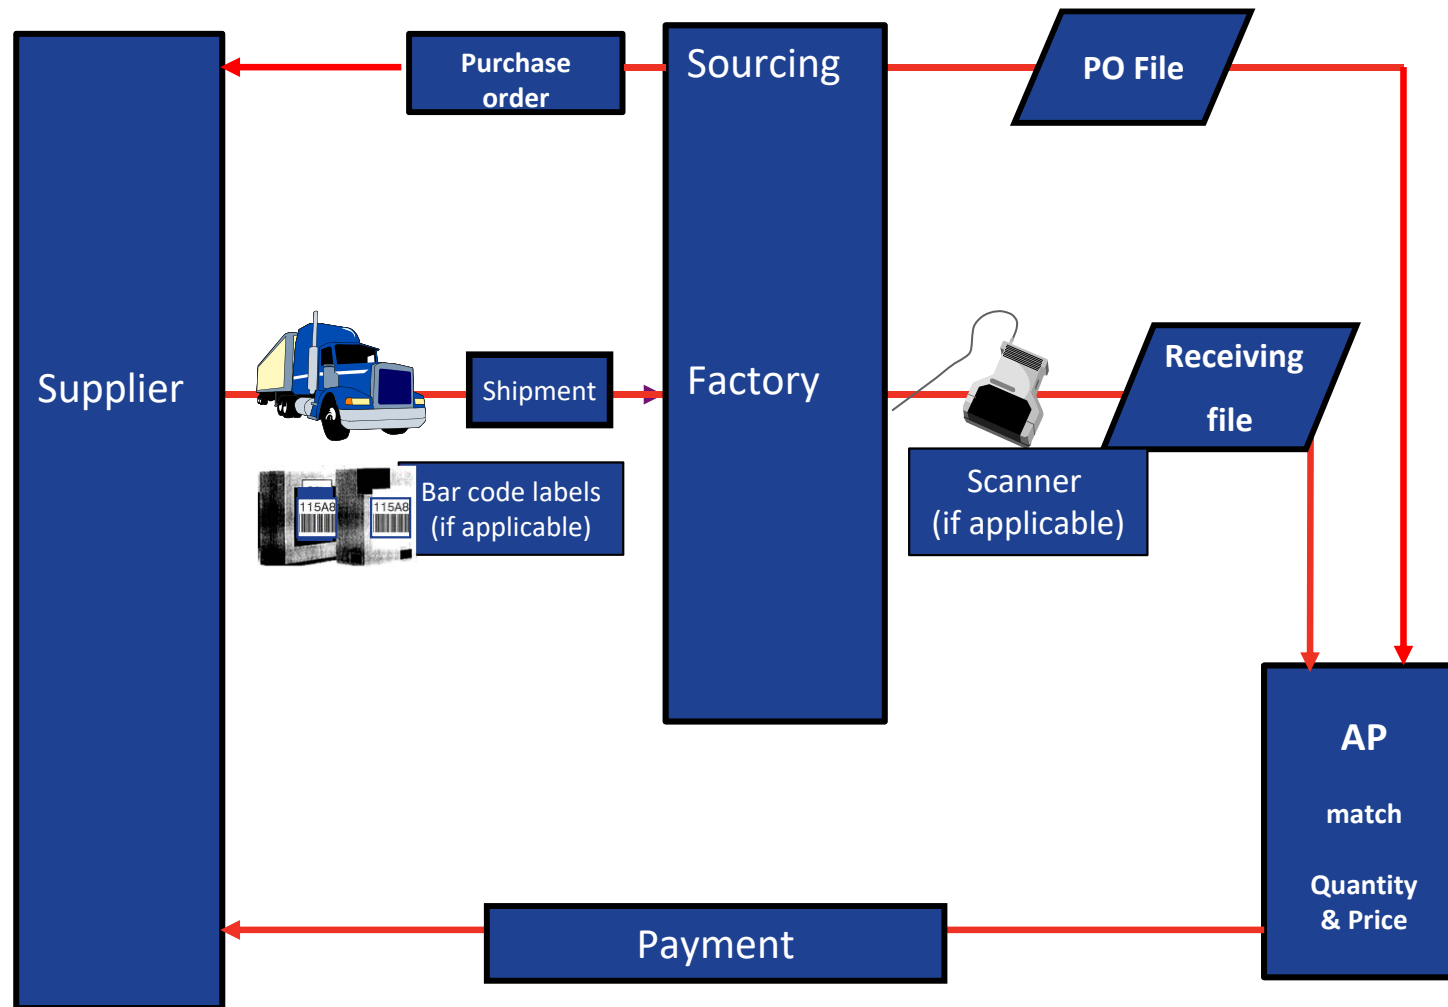 Purchase
order
Sourcing
PO File
Supplier
Shipment
Factory
Receiving
file
115A8
115A8
Bar code labels
(if applicable)
Scanner
(if applicable)
AP
match
Quantity
& Price
Payment